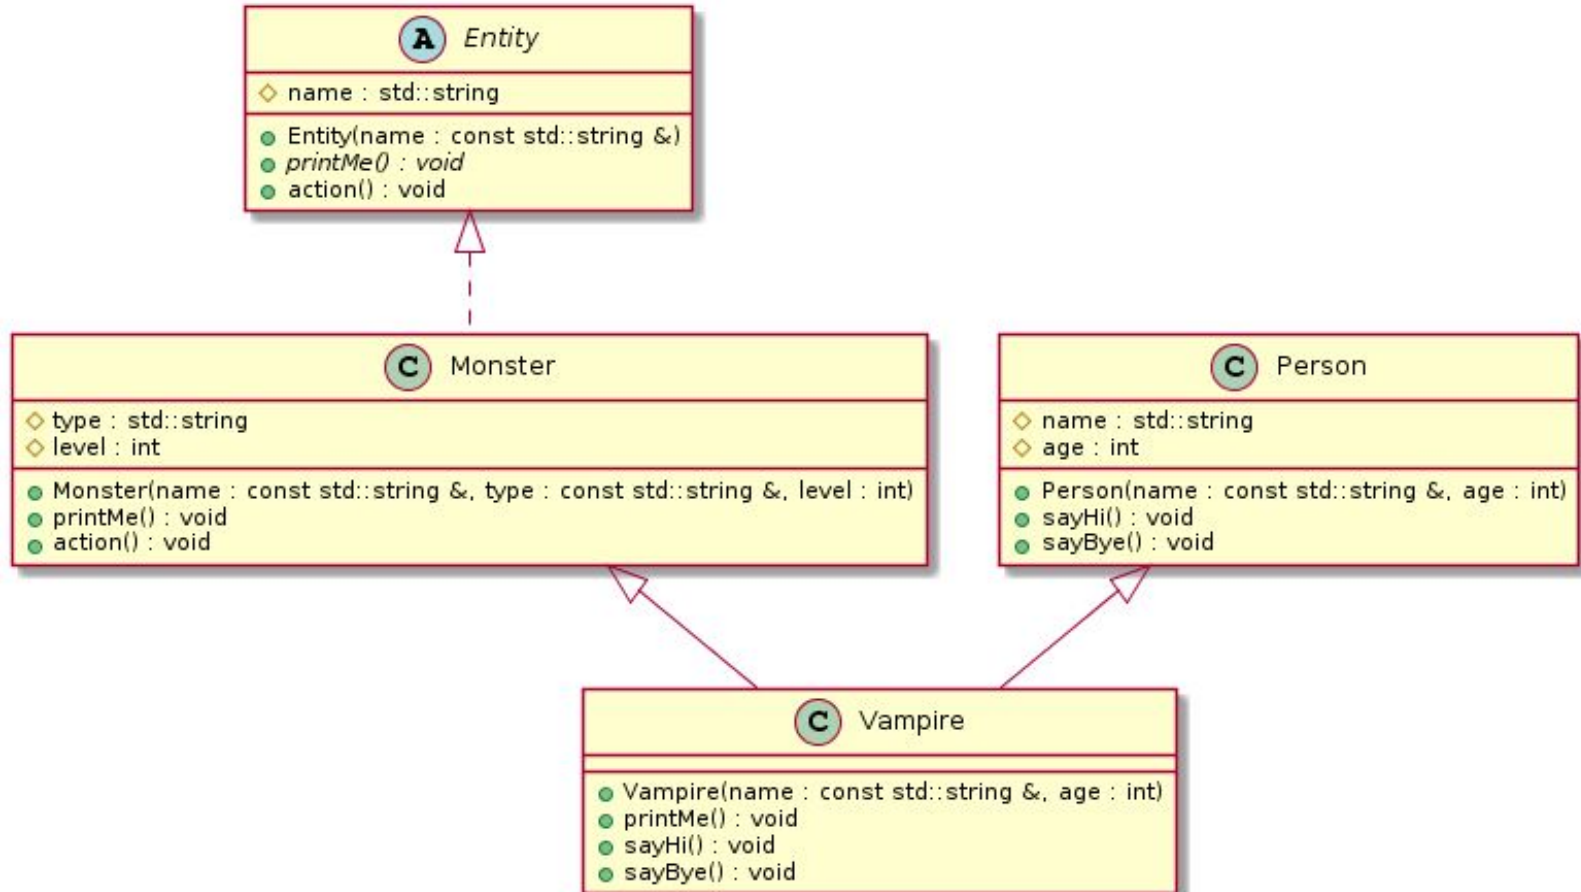 A Entity
name : std::string
Entity(name : const std::string &)
printMe() : void
action() : void
C Monster
type : std::string
level : int
Monster(name : const std::string &, type : const std::string &, level : int)
printMe() : void
action() : void
C Person
name : std::string
age : int
Person(name : const std::string &, age : int)
sayHi() : void
sayBye() : void
C Vampire
Vampire(name : const std::string &, age : int)
printMe() : void
sayHi() : void
sayBye() : void